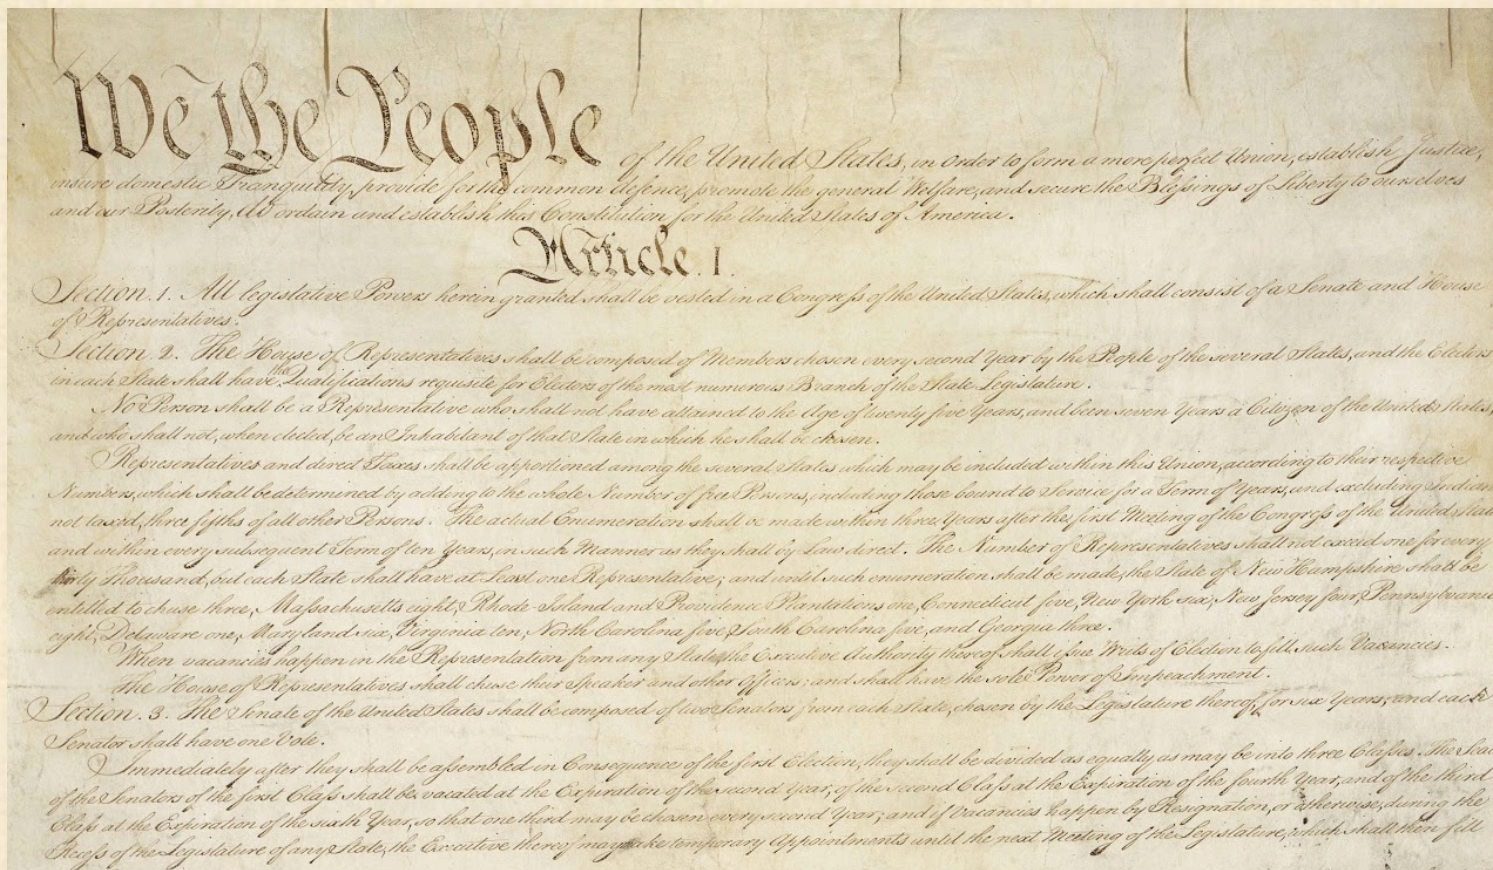 We the People of the United States, in Order to form a more perfect Union, establish Justice,
insure domestic Tranquility, provide for the common defence, promote the general Welfare, and secure the Blessings of Liberty to ourselves
and our Posterity, do ordain and establish this Constitution for the United States of America.
Article. I.
Section. 1. All legislative Powers herein granted shall be vested in a Congress of the United States, which shall consist of a Senate and House
of Representatives.
Section. 2. The House of Representatives shall be composed of Members chosen every second Year by the People of the several States, and the Electors
in each State shall have the Qualifications requisite for Electors of the most numerous Branch of the State Legislature.
No Person shall be a Representative who shall not have attained to the Age of twenty five Years, and been seven Years a Citizen of the United States,
and who shall not, when elected, be an Inhabitant of that State in which he shall be chosen.
Representatives and direct Taxes shall be apportioned among the several States which may be included within this Union, according to their respective
Numbers, which shall be determined by adding to the whole Number of free Persons, including those bound to Service for a Term of Years, and excluding Indians
not taxed, three fifths of all other Persons. The actual Enumeration shall be made within three Years after the first Meeting of the Congress of the United States,
and within every subsequent Term of ten Years, in such Manner as they shall by Law direct. The Number of Representatives shall not exceed one for every
thirty Thousand, but each State shall have at Least one Representative; and until such enumeration shall be made, the State of New Hampshire shall be
entitled to chuse three, Massachusetts eight, Rhode-Island and Providence Plantations one, Connecticut five, New-York six, New Jersey four, Pennsylvania
eight, Delaware one, Maryland six, Virginia ten, North Carolina five, South Carolina five, and Georgia three.
When vacancies happen in the Representation from any State, the Executive Authority thereof shall issue Writs of Election to fill such Vacancies.
The House of Representatives shall chuse their Speaker and other Officers; and shall have the sole Power of Impeachment.
Section. 3. The Senate of the United States shall be composed of two Senators from each State, chosen by the Legislature thereof, for six Years; and each
Senator shall have one Vote.
Immediately after they shall be assembled in Consequence of the first Election, they shall be divided as equally as may be into three Classes. The Seats
of the Senators of the first Class shall be vacated at the Expiration of the second Year, of the second Class at the Expiration of the fourth Year, and of the third
Class at the Expiration of the sixth Year, so that one third may be chosen every second Year; and if Vacancies happen by Resignation, or otherwise, during the
Recess of the Legislature of any State, the Executive thereof may make temporary Appointments until the next Meeting of the Legislature, which shall then fill